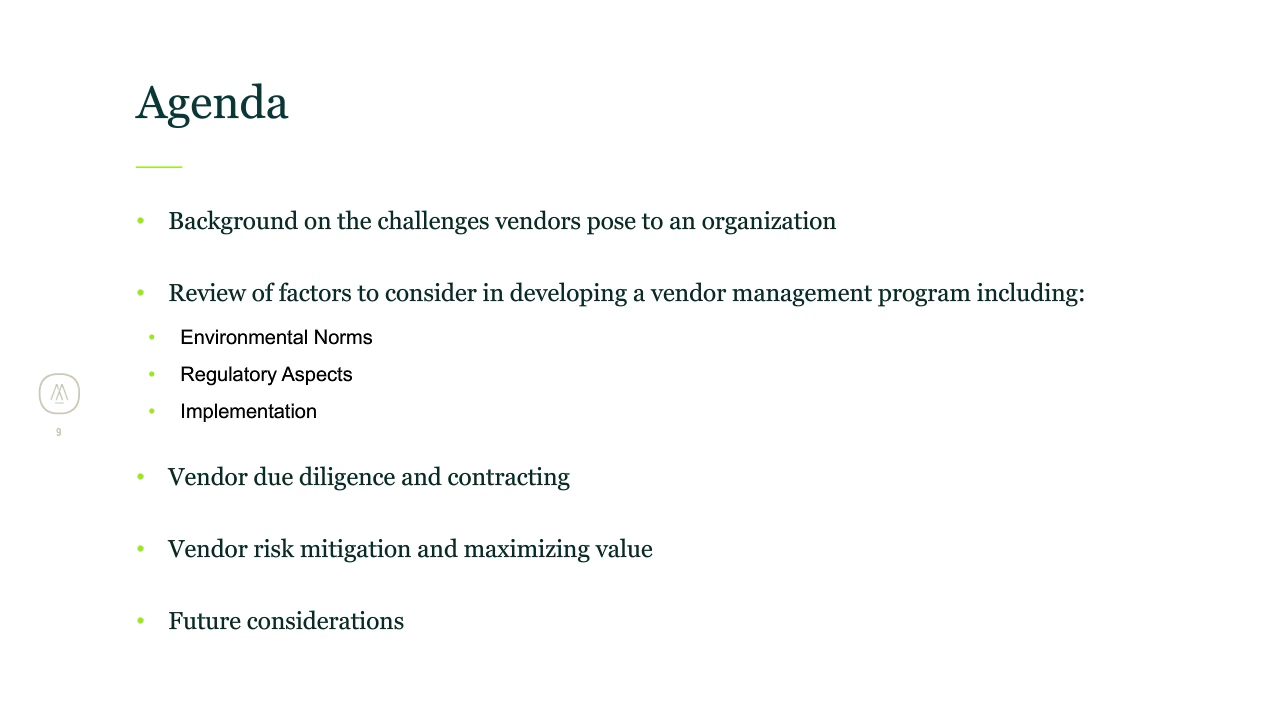 Agenda
• Background on the challenges vendors pose to an organization
• Review of factors to consider in developing a vendor management program including:
• Environmental Norms
• Regulatory Aspects
• Implementation
9
• Vendor due diligence and contracting
• Vendor risk mitigation and maximizing value
• Future considerations